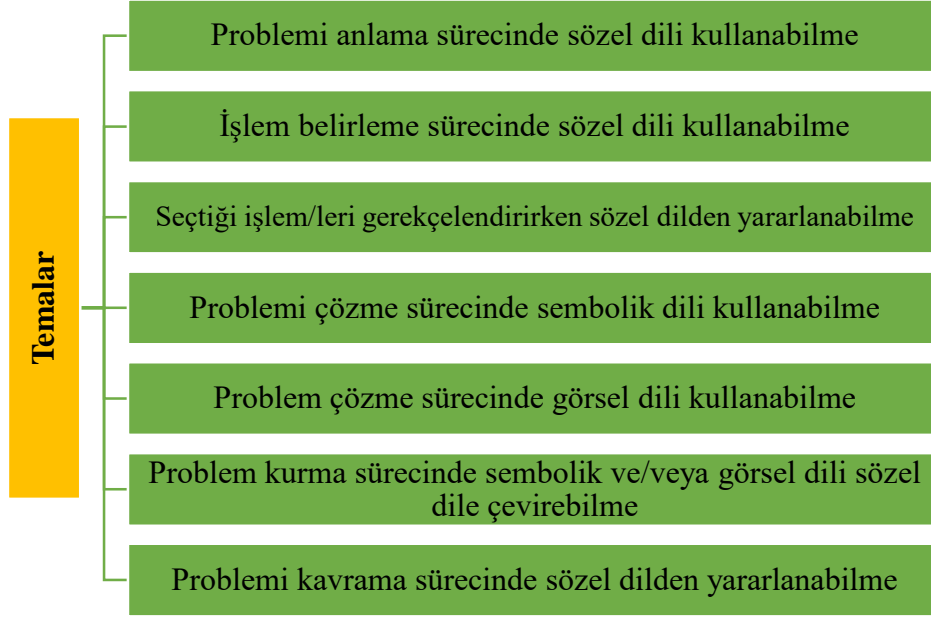 Temalar
Problemi anlama sürecinde sözel dili kullanabilme
İşlem belirleme sürecinde sözel dili kullanabilme
Seçtiği işlem/leri gerekçelendirirken sözel dilden yararlanabilme
Problemi çözme sürecinde sembolik dili kullanabilme
Problem çözme sürecinde görsel dili kullanabilme
Problem kurma sürecinde sembolik ve/veya görsel dili sözel
dile çevirebilme
Problemi kavrama sürecinde sözel dilden yararlanabilme